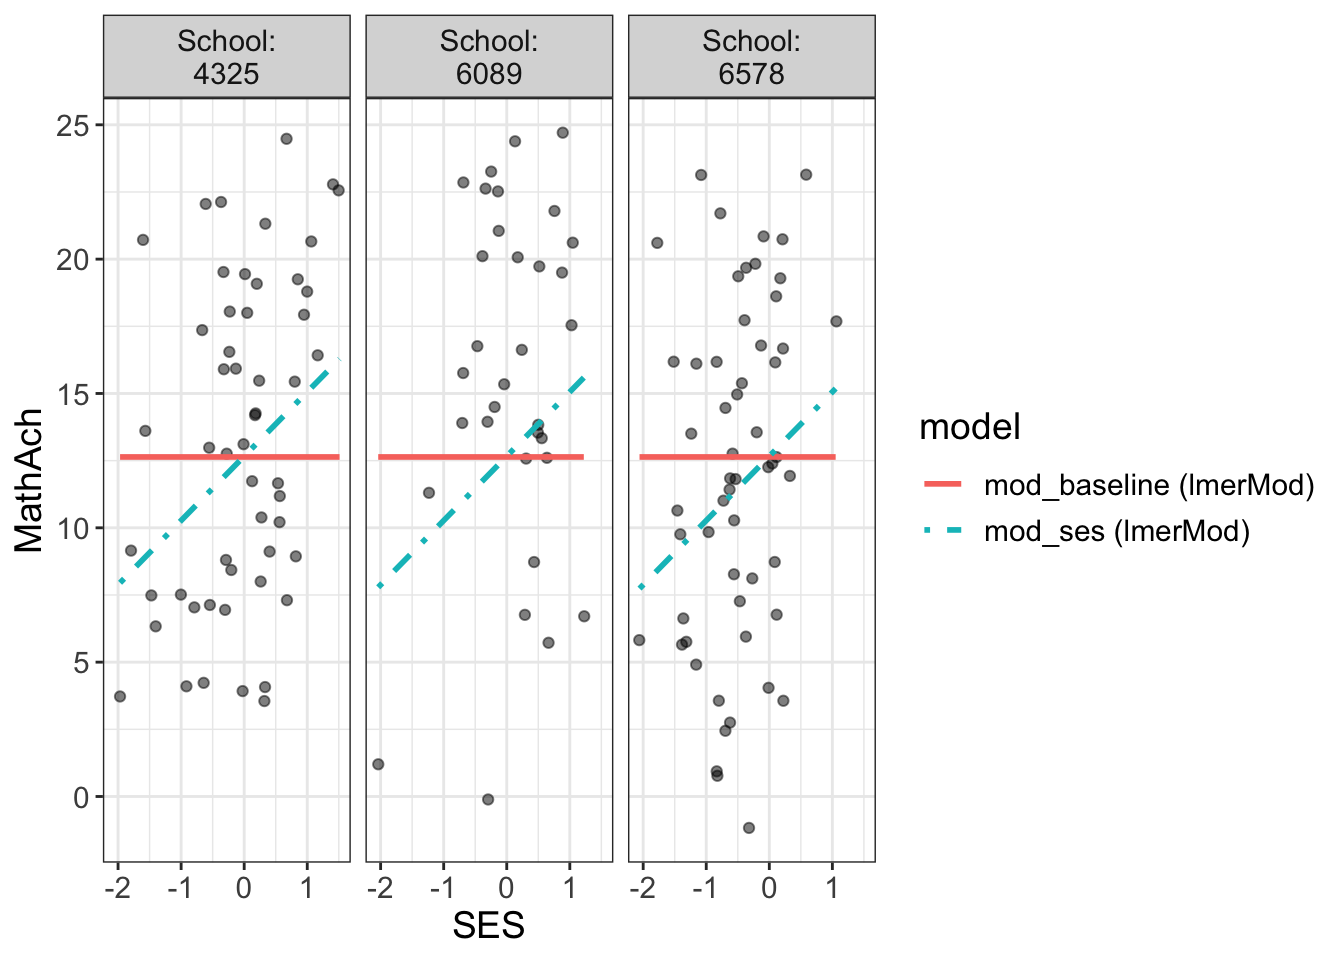 School:
4325
School:
6089
School:
6578
25
20
15
10
5
0
MathAch
-2 -1 0 1
-2 -1 0 1
-2 -1 0 1
SES
model
mod_baseline (lmerMod)
mod_ses (lmerMod)